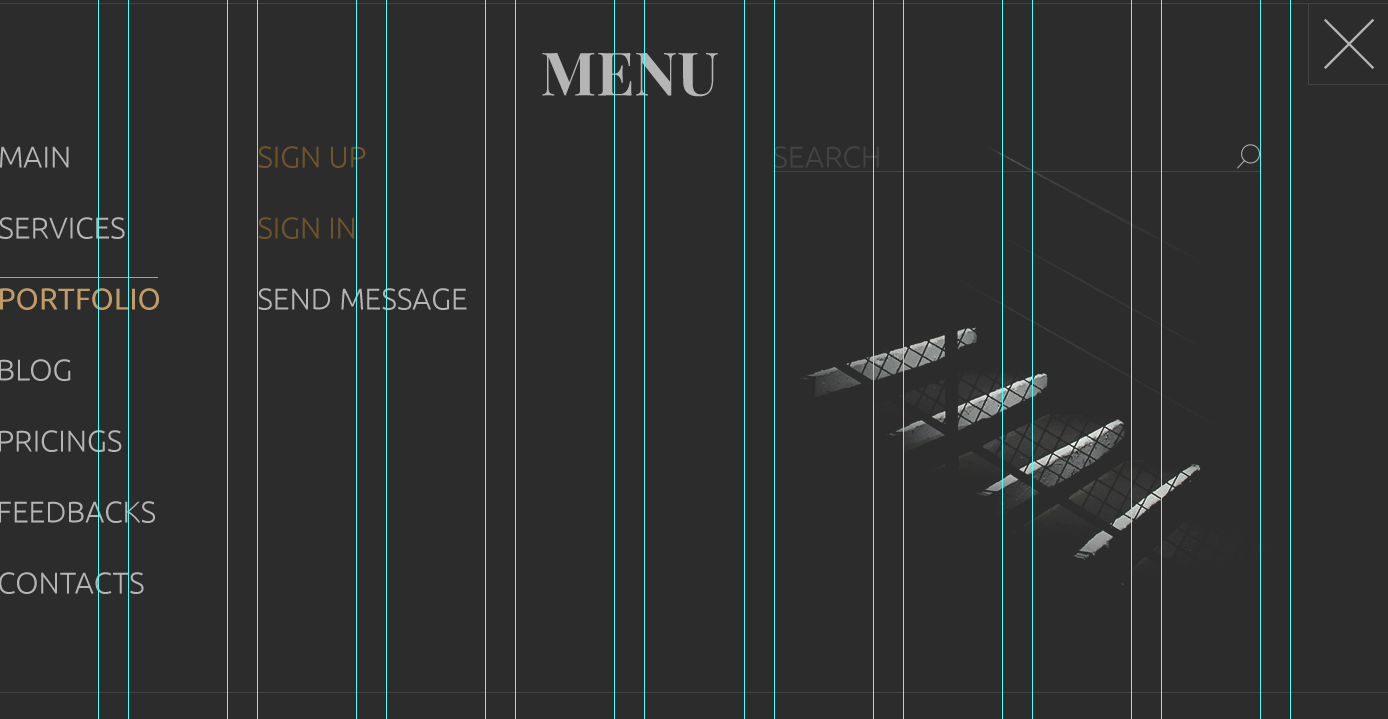 MENU
MAIN
SERVICES
PORTFOLIO
BLOG
PRICINGS
FEEDBACKS
CONTACTS
SIGN UP
SIGN IN
SEND MESSAGE
SEARCH